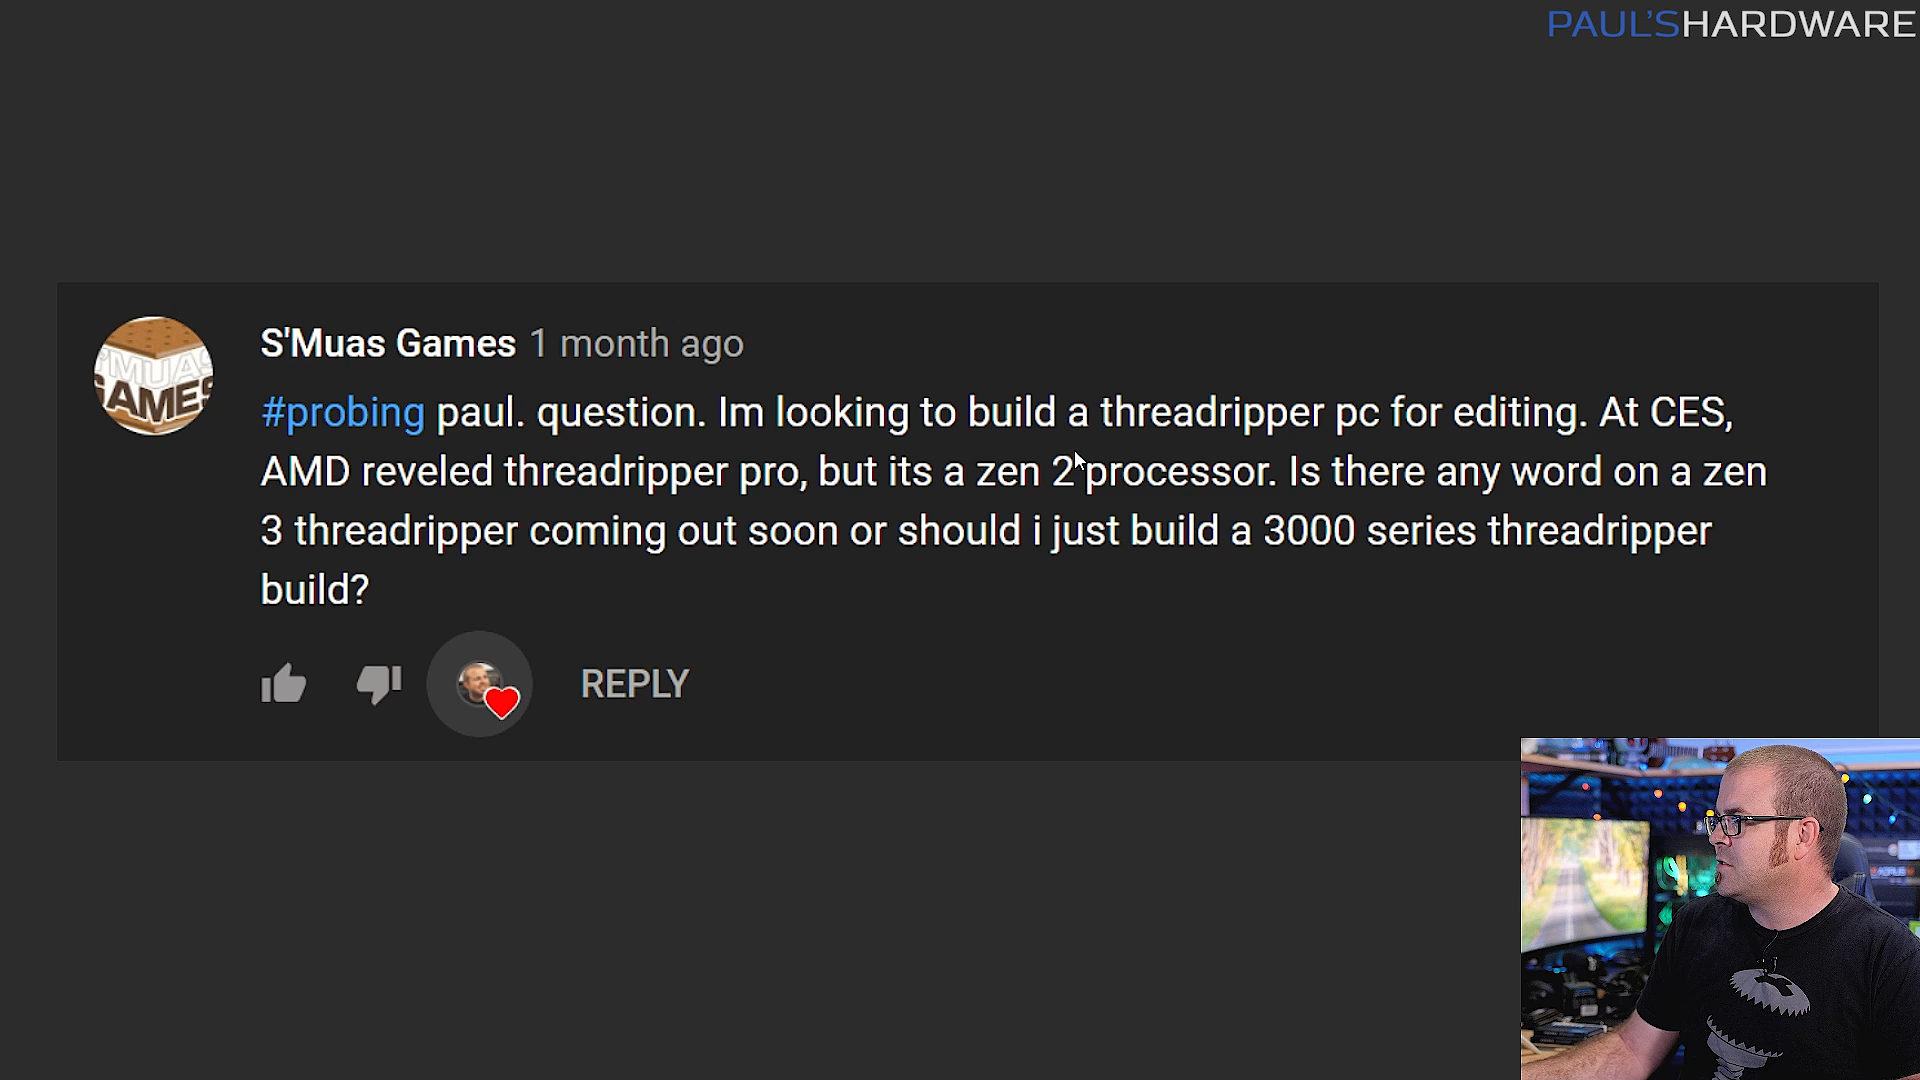 PAUL'SHARDWARE
S'Muas Games 1 month ago
#probing paul. question. Im looking to build a threadripper pc for editing. At CES,
AMD reveled threadripper pro, but its a zen 2 processor. Is there any word on a zen
3 threadripper coming out soon or should i just build a 3000 series threadripper
build?
REPLY
S'MUAS
GAMES